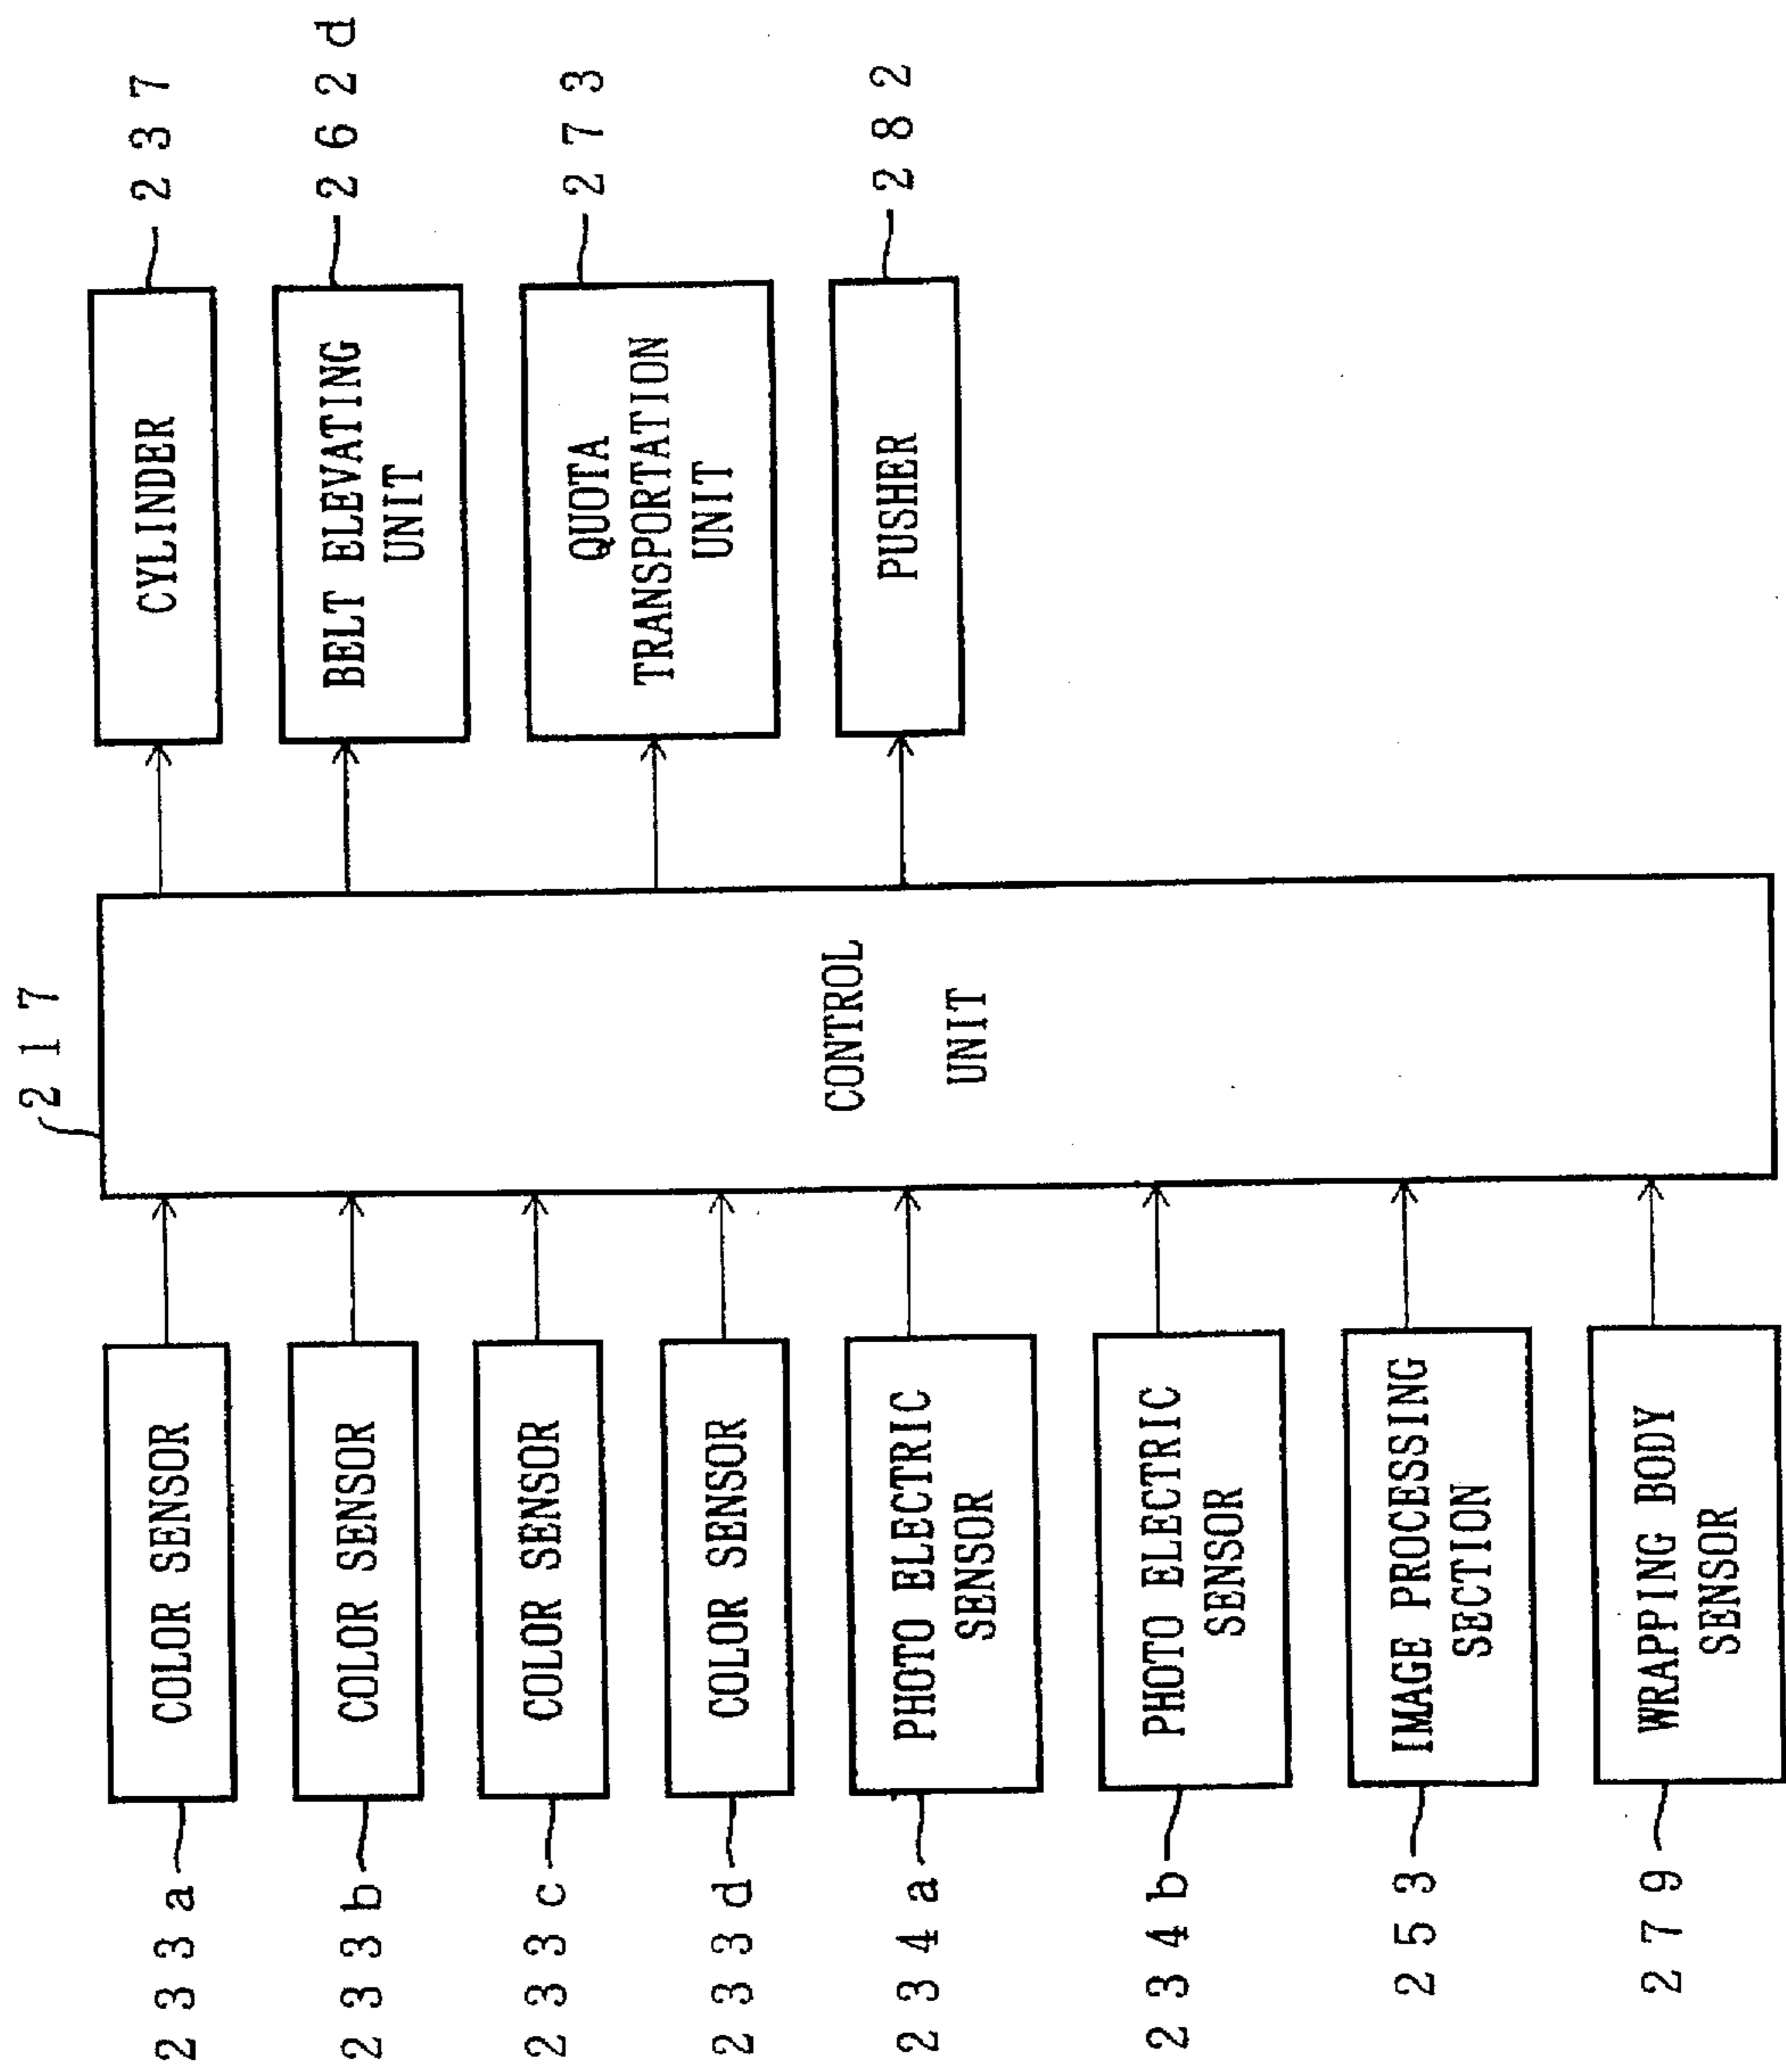 217
233a
COLOR SENSOR
233b
COLOR SENSOR
233c
COLOR SENSOR
233d
COLOR SENSOR
234a
PHOTO ELECTRIC
SENSOR
234b
PHOTO ELECTRIC
SENSOR
253
IMAGE PROCESSING
SECTION
279
WRAPPING BODY
SENSOR
CONTROL
UNIT
CYLINDER
237
BELT ELEVATING
UNIT
262d
QUOTA
TRANSPORTATION
UNIT
273
PUSHER
282